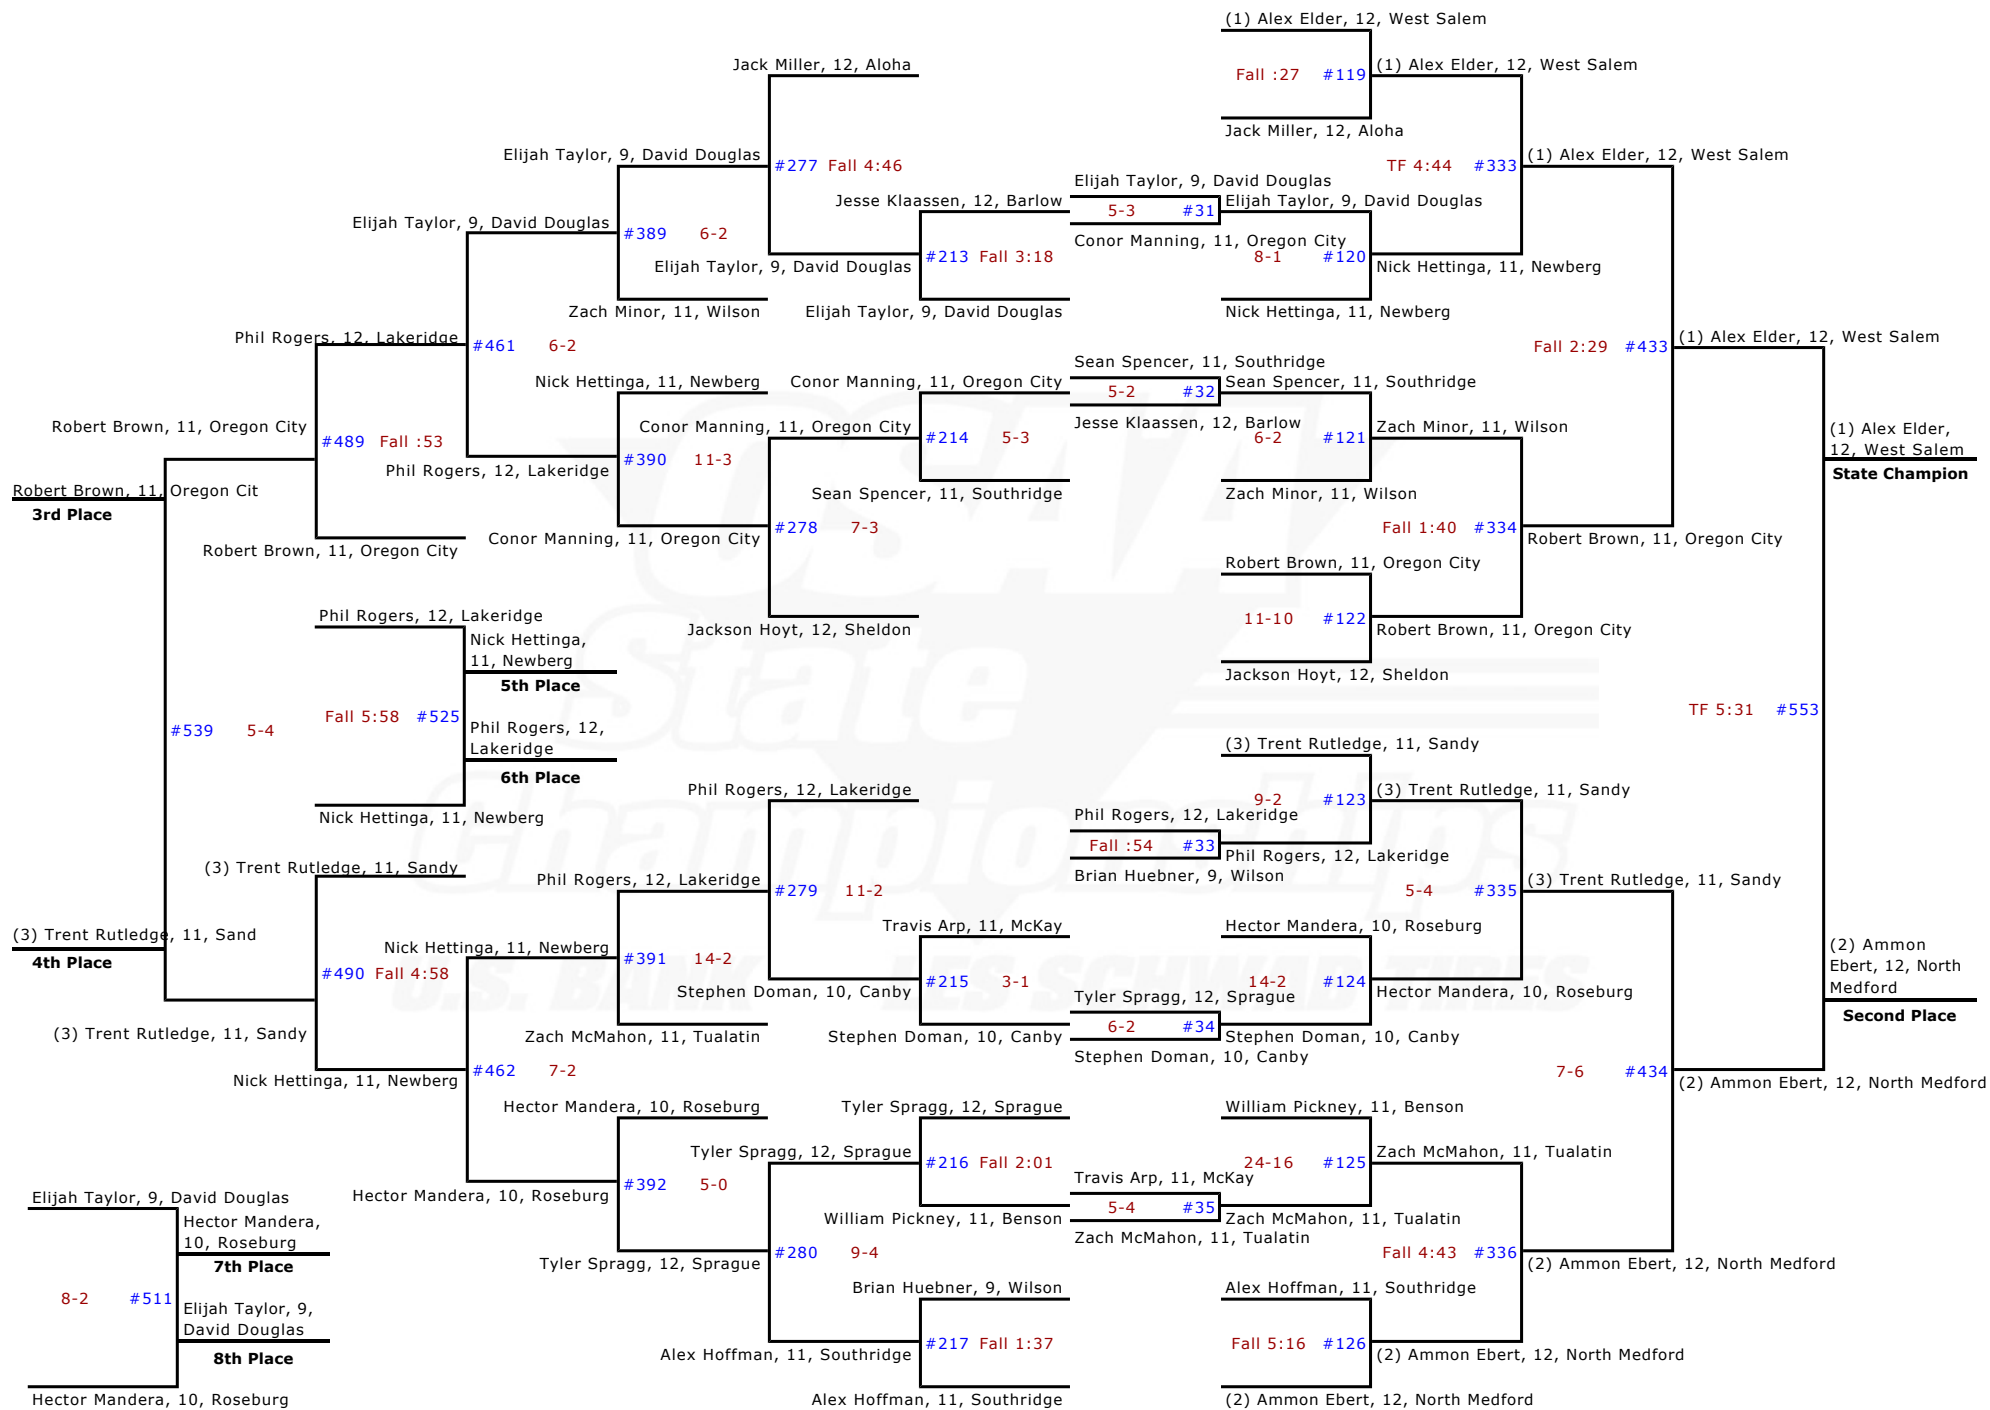 (1) Alex Elder, 12, West Salem
Jack Miller, 12, Aloha
Fall :27 #119
(1) Alex Elder, 12, West Salem
Jack Miller, 12, Aloha
Elijah Taylor, 9, David Douglas
#277 Fall 4:46
TF 4:44 #333
(1) Alex Elder, 12, West Salem
Elijah Taylor, 9, David Douglas
Jesse Klaassen, 12, Barlow
5-3 #31
Elijah Taylor, 9, David Douglas
Elijah Taylor, 9, David Douglas
#389 6-2
Conor Manning, 11, Oregon City
#213 Fall 3:18
8-1 #120
Elijah Taylor, 9, David Douglas
Nick Hettinga, 11, Newberg
Zach Minor, 11, Wilson
Elijah Taylor, 9, David Douglas
Nick Hettinga, 11, Newberg
Phil Rogers, 12, Lakeridge
#461 6-2
Fall 2:29 #433
(1) Alex Elder, 12, West Salem
Sean Spencer, 11, Southridge
Nick Hettinga, 11, Newberg
Conor Manning, 11, Oregon City
5-2 #32
Sean Spencer, 11, Southridge
Robert Brown, 11, Oregon City
#489 Fall :53
Conor Manning, 11, Oregon City
#214 5-3
Jesse Klaassen, 12, Barlow
6-2 #121
Zach Minor, 11, Wilson
(1) Alex Elder,
12, West Salem
State Champion
Phil Rogers, 12, Lakeridge
#390 11-3
Robert Brown, 11, Oregon Cit
3rd Place
Sean Spencer, 11, Southridge
Zach Minor, 11, Wilson
#278 7-3
Fall 1:40 #334
Robert Brown, 11, Oregon City
Conor Manning, 11, Oregon City
Robert Brown, 11, Oregon City
Robert Brown, 11, Oregon City
OSAA
Phil Rogers, 12, Lakeridge
11-10 #122
Jackson Hoyt, 12, Sheldon
Robert Brown, 11, Oregon City
Nick Hettinga,
11, Newberg
5th Place
State
Jackson Hoyt, 12, Sheldon
#539 5-4
Fall 5:58 #525
TF 5:31 #553
Phil Rogers, 12,
Lakeridge
6th Place
(3) Trent Rutledge, 11, Sandy
Phil Rogers, 12, Lakeridge
9-2 #123
(3) Trent Rutledge, 11, Sandy
Nick Hettinga, 11, Newberg
Phil Rogers, 12, Lakeridge
Championships
Fall :54 #33
Phil Rogers, 12, Lakeridge
(3) Trent Rutledge, 11, Sandy
Phil Rogers, 12, Lakeridge
#279 11-2
Brian Huebner, 9, Wilson
5-4 #335
(3) Trent Rutledge, 11, Sandy
Travis Arp, 11, McKay
Hector Mandera, 10, Roseburg
(3) Trent Rutledge, 11, Sand
4th Place
Nick Hettinga, 11, Newberg
#391 14-2
(2) Ammon
Ebert, 12, North
Medford
Second Place
#490 Fall 4:58
U.S. BANK LES SCHWAB TIRES
#215 3-1
14-2 #124
Stephen Doman, 10, Canby
Tyler Spragg, 12, Sprague
Hector Mandera, 10, Roseburg
(3) Trent Rutledge, 11, Sandy
Zach McMahon, 11, Tualatin
Stephen Doman, 10, Canby
6-2 #34
Stephen Doman, 10, Canby
Stephen Doman, 10, Canby
Nick Hettinga, 11, Newberg
#462 7-2
7-6 #434
(2) Ammon Ebert, 12, North Medford
Hector Mandera, 10, Roseburg
Tyler Spragg, 12, Sprague
William Pickney, 11, Benson
Tyler Spragg, 12, Sprague
#216 Fall 2:01
24-16 #125
Zach McMahon, 11, Tualatin
Elijah Taylor, 9, David Douglas
Hector Mandera, 10, Roseburg
#392 5-0
Travis Arp, 11, McKay
Hector Mandera,
10, Roseburg
7th Place
William Pickney, 11, Benson
5-4 #35
Zach McMahon, 11, Tualatin
Zach McMahon, 11, Tualatin
Tyler Spragg, 12, Sprague
#280 9-4
Fall 4:43 #336
(2) Ammon Ebert, 12, North Medford
8-2 #511
Brian Huebner, 9, Wilson
Alex Hoffman, 11, Southridge
Elijah Taylor, 9,
David Douglas
8th Place
Alex Hoffman, 11, Southridge
#217 Fall 1:37
Fall 5:16 #126
(2) Ammon Ebert, 12, North Medford
Hector Mandera, 10, Roseburg
Alex Hoffman, 11, Southridge
(2) Ammon Ebert, 12, North Medford